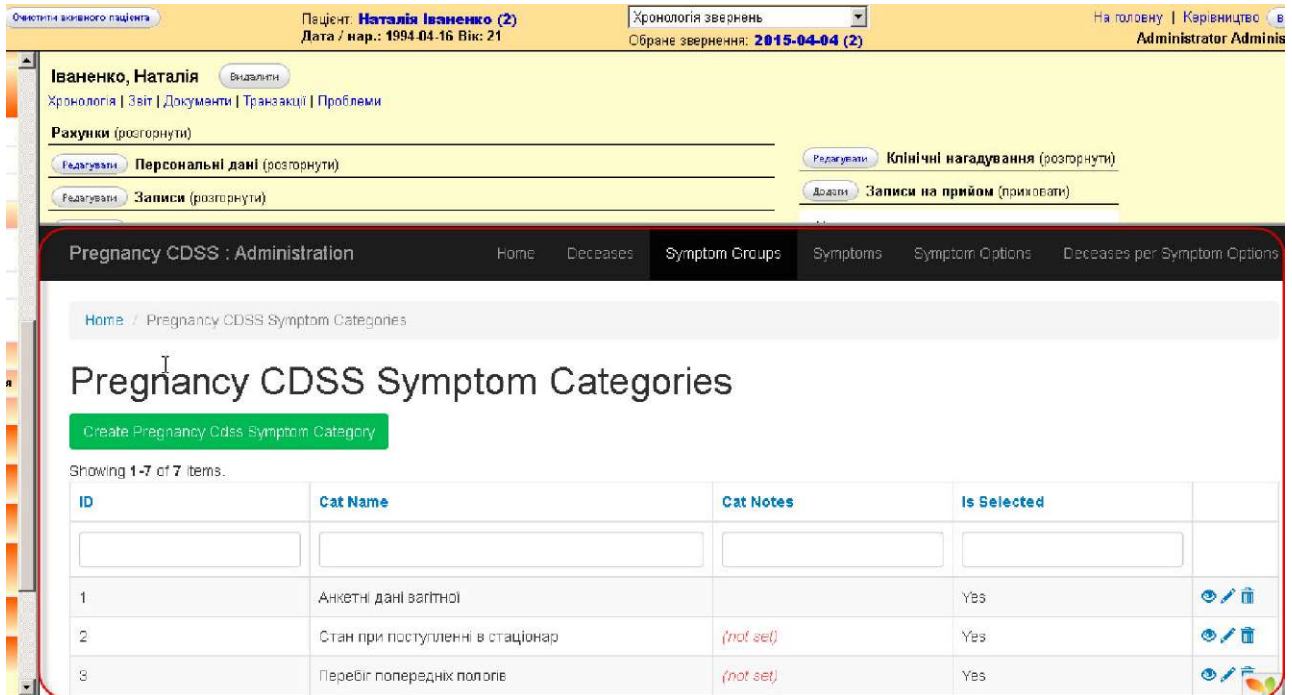 Очистити активного пацієнта
Пацієнт: Наталія Іваненко (2)
Дата / нар.: 1994-04-16 Вік: 21
Хронологія звернень
Обране звернення: 2015-04-04 (2)
На головну | Керівництво
Administrator Adminis
Іваненко, Наталія Видалити
Хронологія | Звіт | Документи | Транзакції | Проблеми
Рахунки (розгорнути)
Редагувати Персональні дані (розгорнути)
Редагувати Записи (розгорнути)
Редагувати Клінічні нагадування (розгорнути)
Додати Записи на прийом (приховати)
Pregnancy CDSS : Administration Home Deceases Symptom Groups Symptoms Symptom Options Deceases per Symptom Options
Home / Pregnancy CDSS Symptom Categories
Pregnancy CDSS Symptom Categories
Create Pregnancy Cdss Symptom Category
Showing 1-7 of 7 items.
ID Cat Name Cat Notes Is Selected
1 Анкетні дані вагітної Yes
2 Стан при поступленні в стаціонар (not set) Yes
3 Перебіг попередніх пологів (not set) Yes